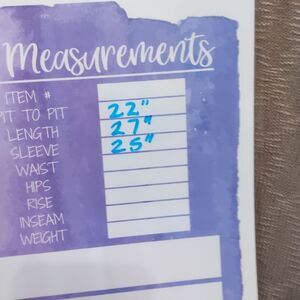 Measurements
ITEM #
PIT TO PIT 22"
LENGTH 27"
SLEEVE 25"
WAIST
HIPS
RISE
INSEAM
WEIGHT